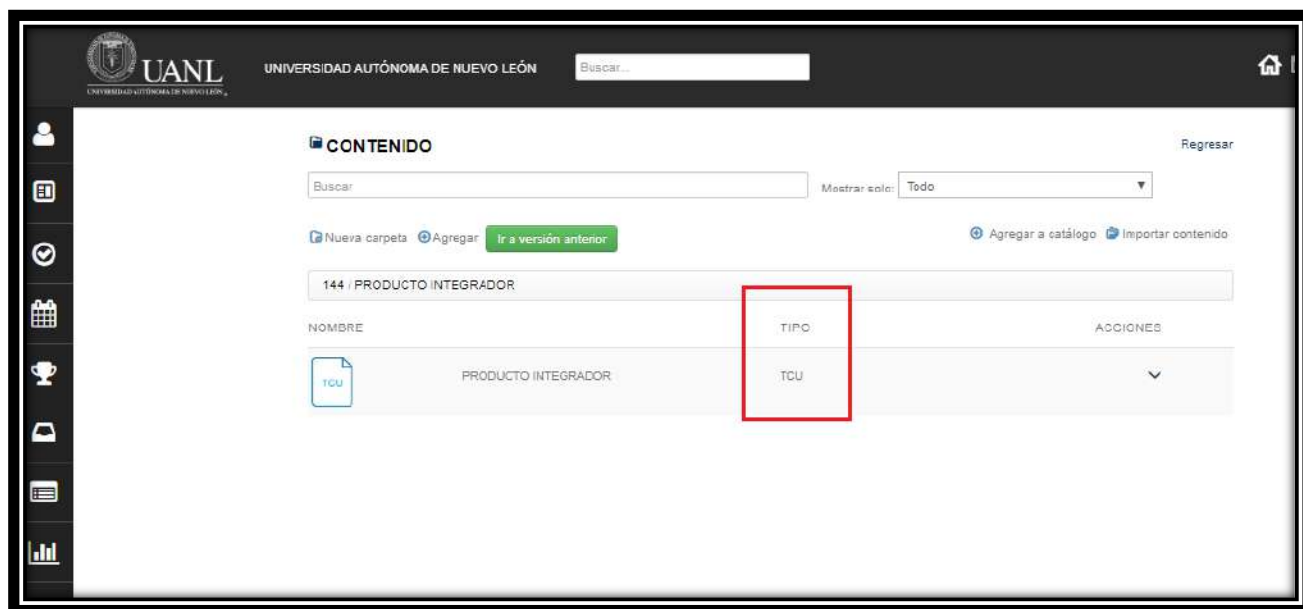 UANL
UNIVERSIDAD AUTÓNOMA DE NUEVO LEÓN
UNIVERSIDAD AUTÓNOMA DE NUEVO LEÓN Buscar...
CONTENIDO Regresar
Buscar Mostrar solo: Todo
Nueva carpeta Agregar Ir a versión anterior Agregar a catálogo Importar contenido
144 / PRODUCTO INTEGRADOR
NOMBRE TIPO ACCIONES
TCU PRODUCTO INTEGRADOR TCU